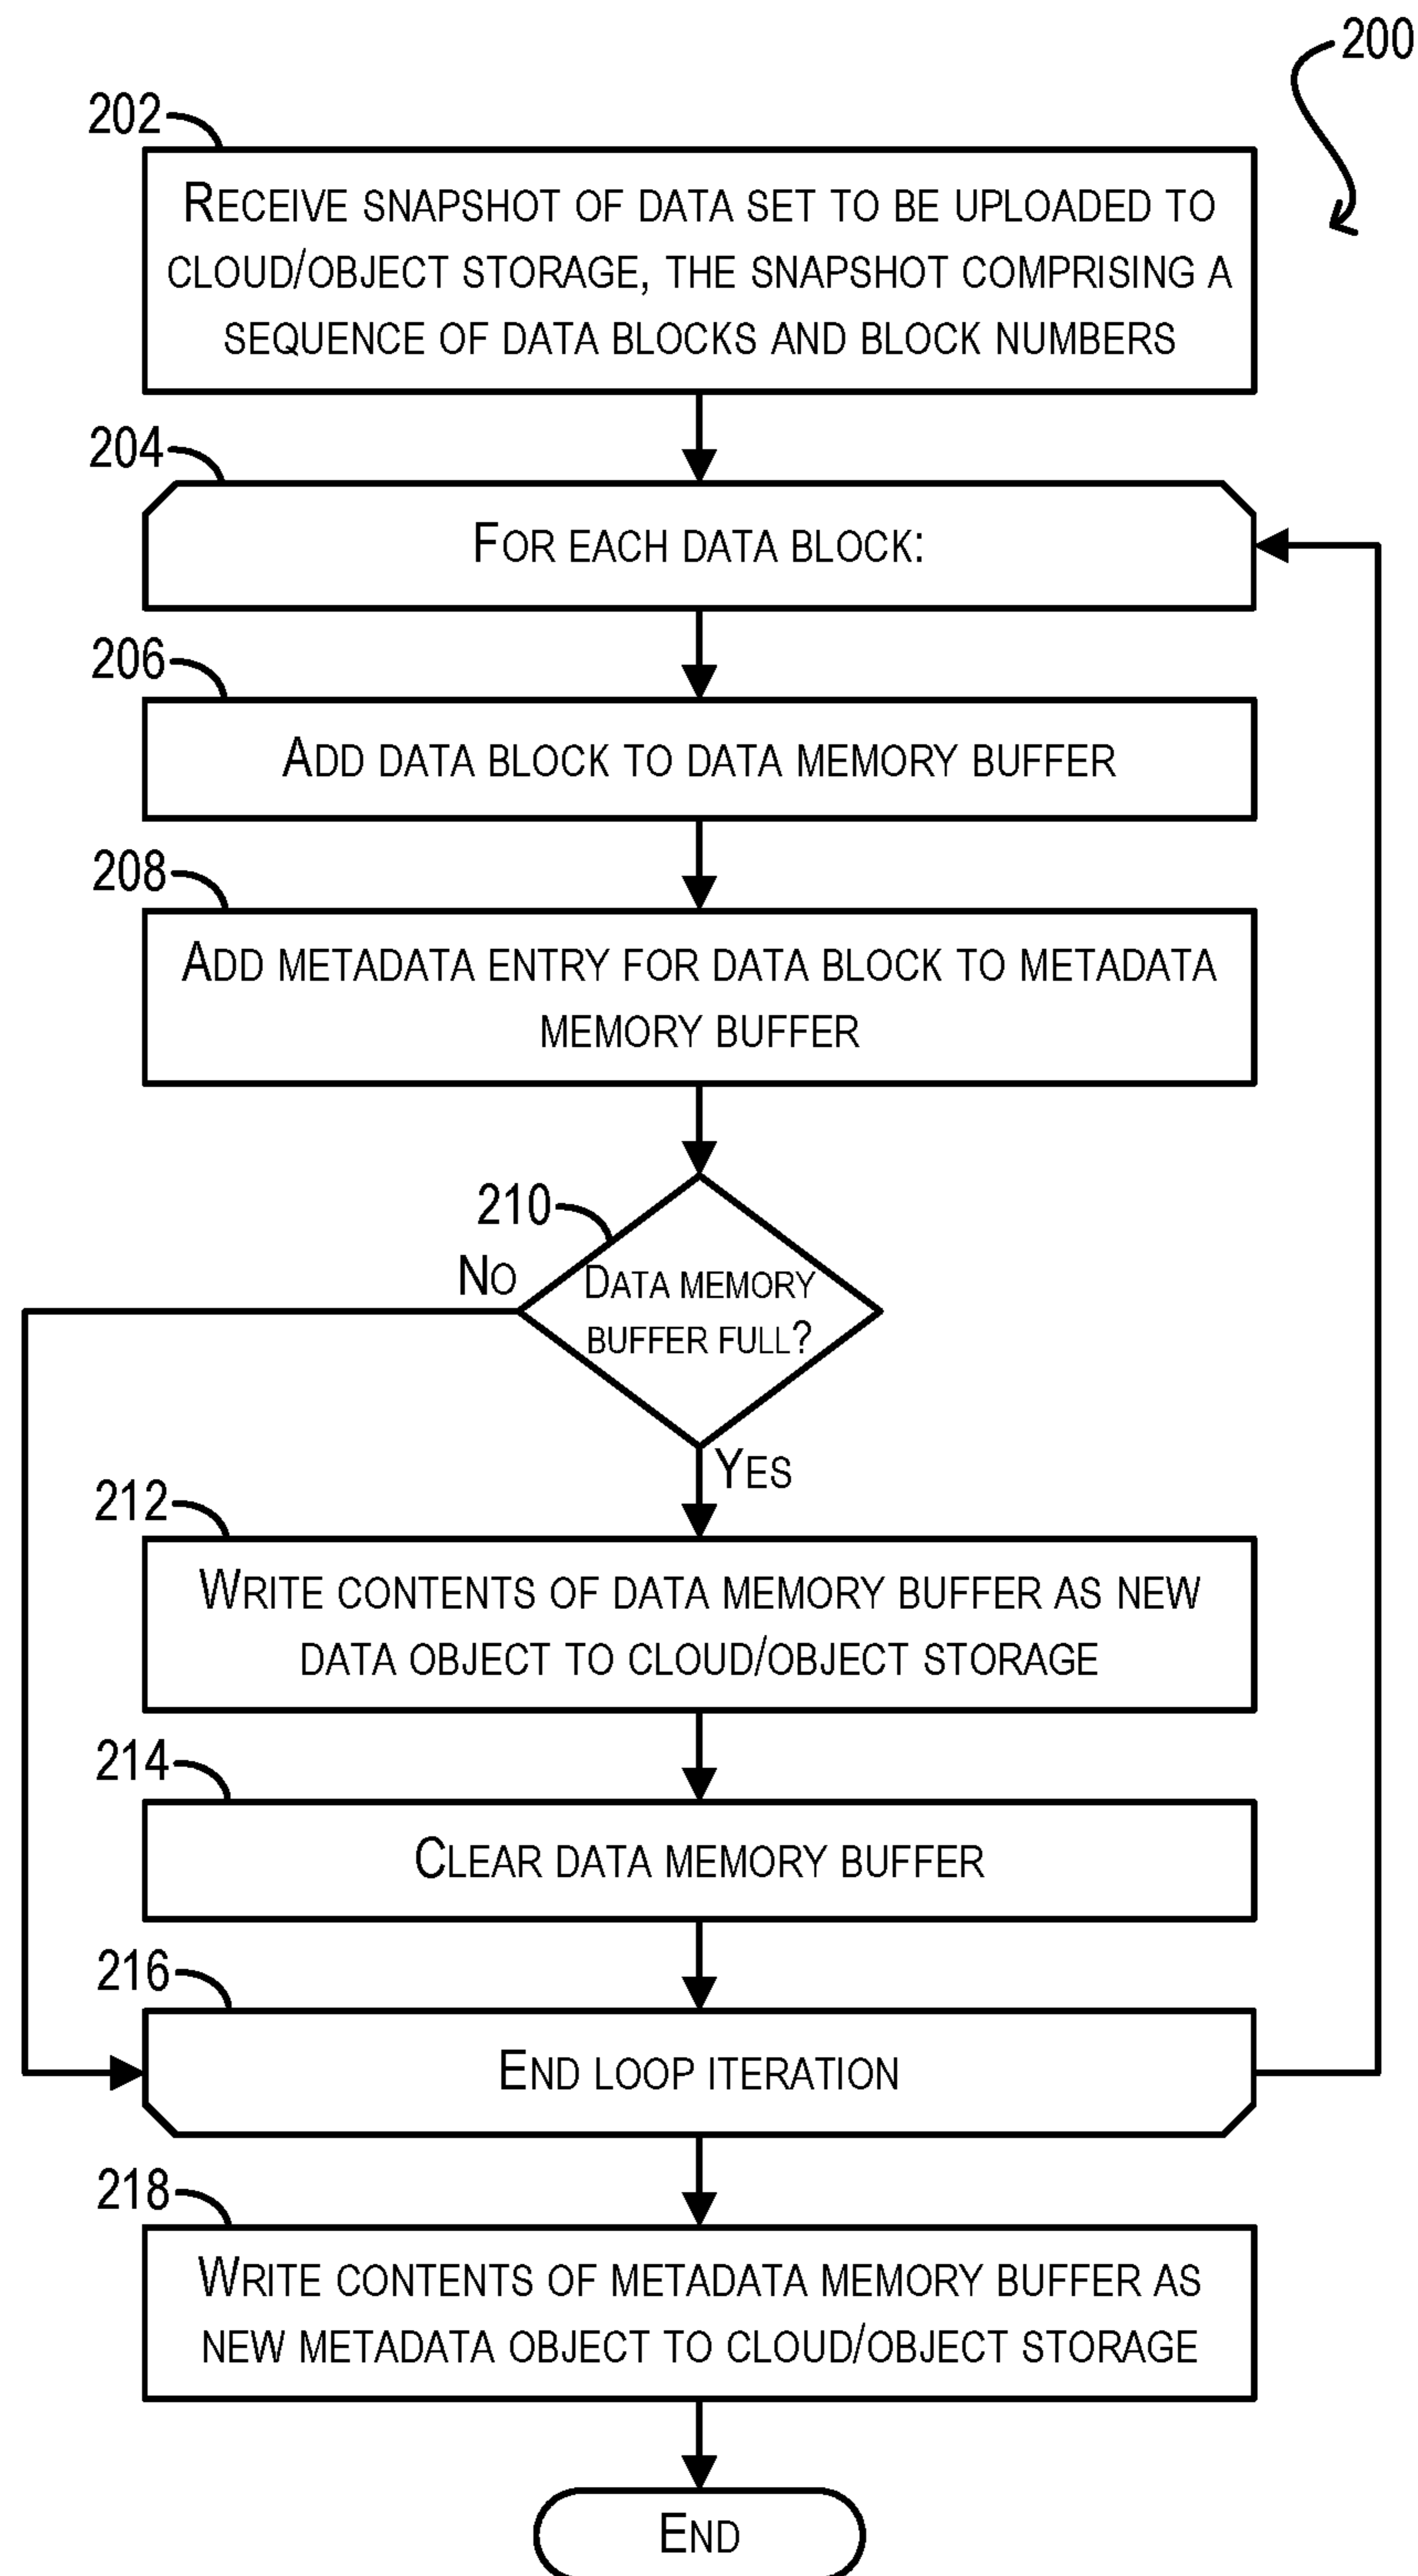 200
202
Receive snapshot of data set to be uploaded to
cloud/object storage, the snapshot comprising a
sequence of data blocks and block numbers
204
For each data block:
206
Add data block to data memory buffer
208
Add metadata entry for data block to metadata
memory buffer
210
No
Data memory
buffer full?
Yes
212
Write contents of data memory buffer as new
data object to cloud/object storage
214
Clear data memory buffer
216
End loop iteration
218
Write contents of metadata memory buffer as
new metadata object to cloud/object storage
End